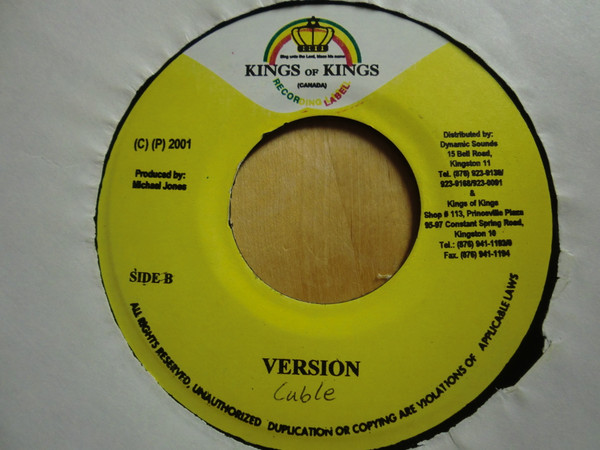 Sing unto the Lord, bless his name
KINGS OF KINGS
(CANADA)
RECORDING LABEL
(C) (P) 2001
Produced by:
Michael Jones
Distributed by:
Dynamic Sounds
15 Bell Road,
Kingston 11
Tel. (876) 923-9138/
923-9168/923-9091
&
Kings of Kings
Shop # 113, Princeville Plaza
95-97 Constant Spring Road,
Kingston 10
Tel.: (876) 941-1193/9
Fax. (876) 941-1194
SIDE-B
VERSION
Cuble
ALL RIGHTS RESERVED, UNAUTHORIZED DUPLICATION OR COPYING ARE VIOLATIONS OF APPLICABLE LAWS